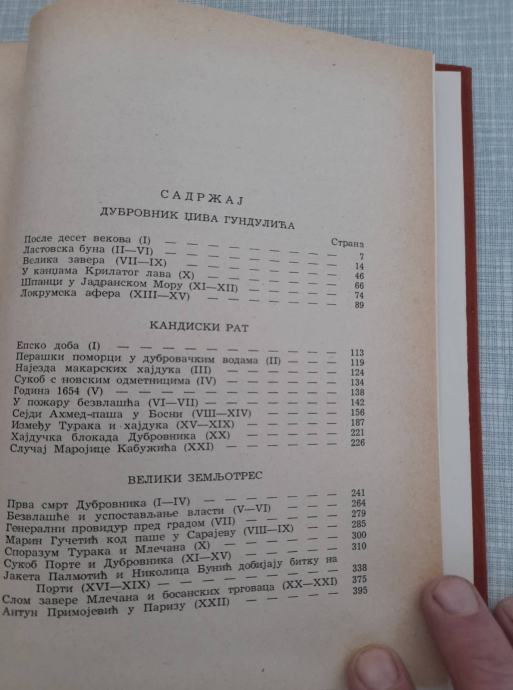 САДРЖАЈ
ДУБРОВНИК ЏИВА ГУНДУЛИЋА
Страна
После десет векова (I) — — — — — — — — — 7
Ластовска буна (II—VI) — — — — — — — — — 14
Велика завера (VII—IX) — — — — — — — — — 46
У канџама Крилатог лава (X) — — — — — — — 66
Шпанци у Јадранском Мору (XI—XII) — — — — — 74
Локрумска афера (XIII—XV) — — — — — — — 89
КАНДИСКИ РАТ
Епско доба (I) — — — — — — — — — — — 113
Перашки поморци у дубровачким водама (II) — — — 119
Најезда макарских хајдука (III) — — — — — — 124
Сукоб с новским одметницима (IV) — — — — — — 134
Година 1654 (V) — — — — — — — — — — 138
У пожару безвлашћа (VI—VII) — — — — — — — 142
Сејди Ахмед-паша у Босни (VIII—XIV) — — — — — 156
Између Турака и хајдука (XV—XIX) — — — — — — 187
Хајдучка блокада Дубровника (XX) — — — — — — 221
Случај Маројице Кабужића (XXI) — — — — — — 226
ВЕЛИКИ ЗЕМЉОТРЕС
Прва смрт Дубровника (I—IV) — — — — — — — 241
Безвлашће и успостављање власти (V—VI) — — — — 264
Генерални провидур пред градом (VII) — — — — — 279
Марин Гучетић код паше у Сарајеву (VIII—IX) — — — 285
Споразум Турака и Млечана (X) — — — — — — 300
Сукоб Порте и Дубровника (XI—XV) — — — — — 310
Јакета Палмотић и Николица Бунић добијају битку на
Порти (XVI—XIX) — — — — — — — — 338
Слом завере Млечана и босанских трговаца (XX—XXI) 375
Антун Примојевић у Паризу (XXII) — — — — — 395